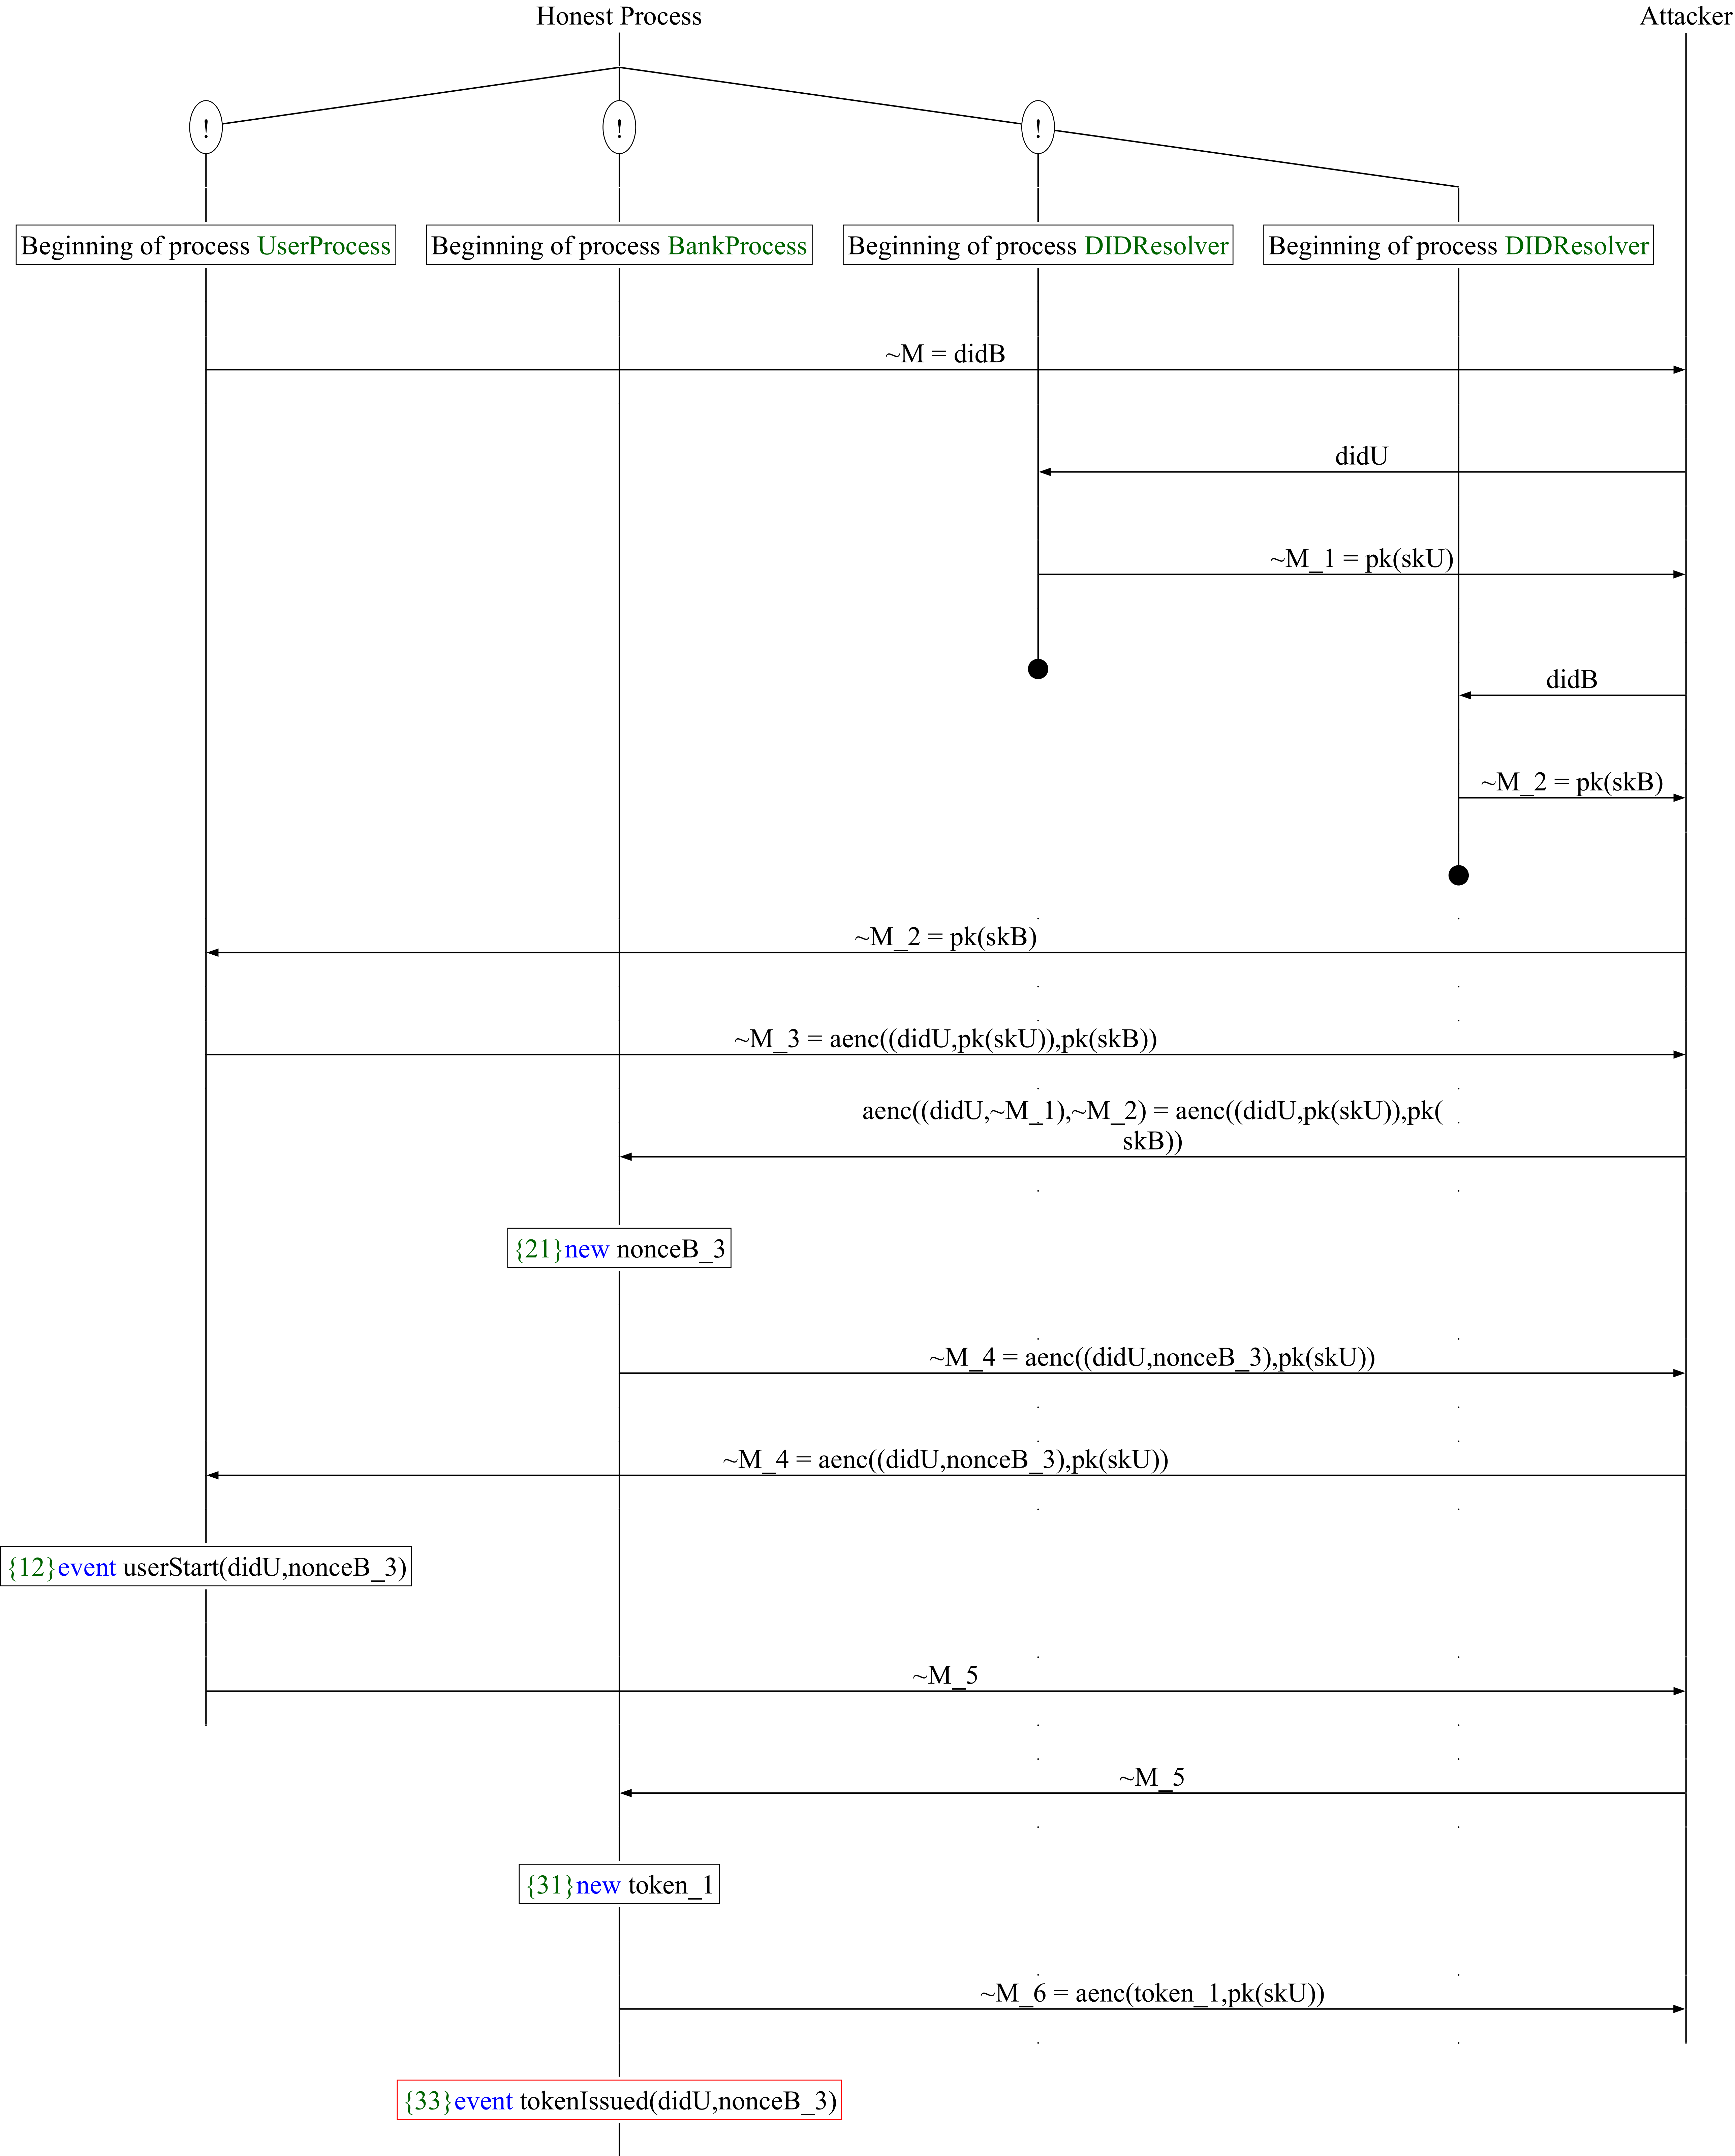 Honest Process
Attacker
!
!
!
Beginning of process UserProcess
Beginning of process BankProcess
Beginning of process DIDResolver
Beginning of process DIDResolver
~M = didB
didU
~M_1 = pk(skU)
didB
~M_2 = pk(skB)
~M_2 = pk(skB)
~M_3 = aenc((didU,pk(skU)),pk(skB))
aenc((didU,~M_1),~M_2) = aenc((didU,pk(skU)),pk(
skB))
{21}new nonceB_3
~M_4 = aenc((didU,nonceB_3),pk(skU))
~M_4 = aenc((didU,nonceB_3),pk(skU))
{12}event userStart(didU,nonceB_3)
~M_5
~M_5
{31}new token_1
~M_6 = aenc(token_1,pk(skU))
{33}event tokenIssued(didU,nonceB_3)